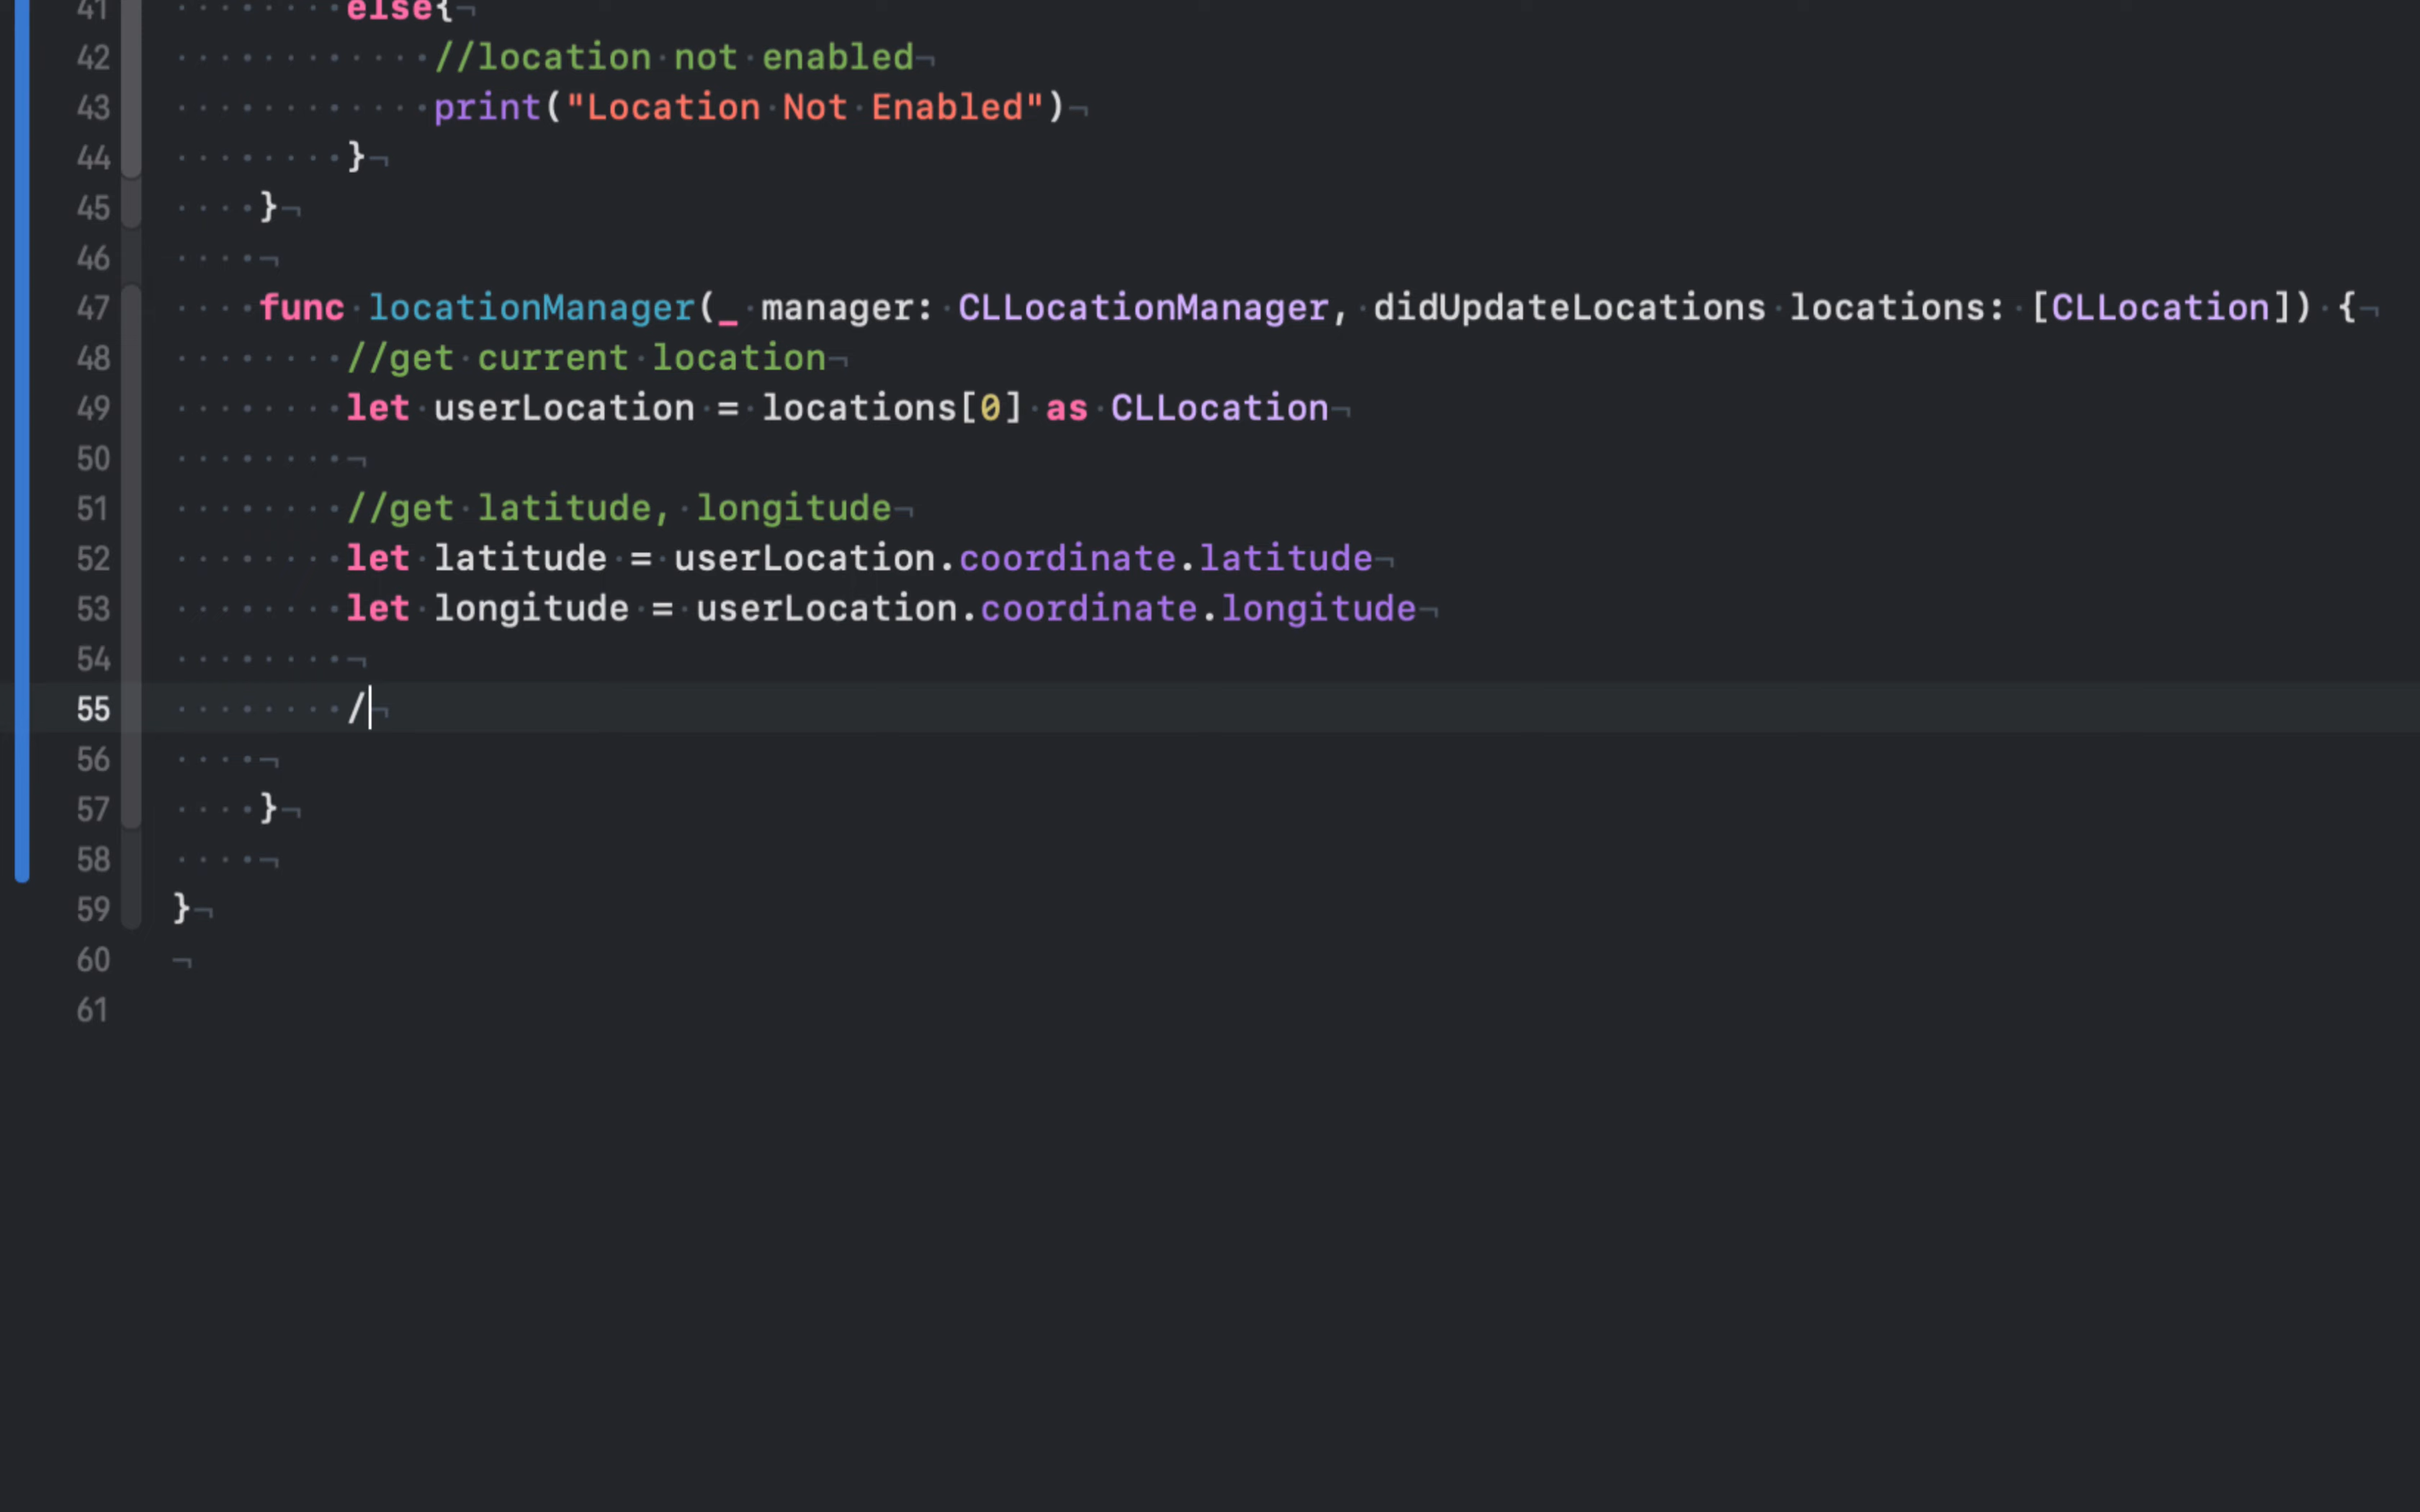 41 else{
42 //location not enabled
43 print("Location Not Enabled")
44 }
45 }
46
47 func locationManager(_ manager: CLLocationManager, didUpdateLocations locations: [CLLocation]) {
48 //get current location
49 let userLocation = locations[0] as CLLocation
50
51 //get latitude, longitude
52 let latitude = userLocation.coordinate.latitude
53 let longitude = userLocation.coordinate.longitude
54
55 /
56
57 }
58
59 }
60
61